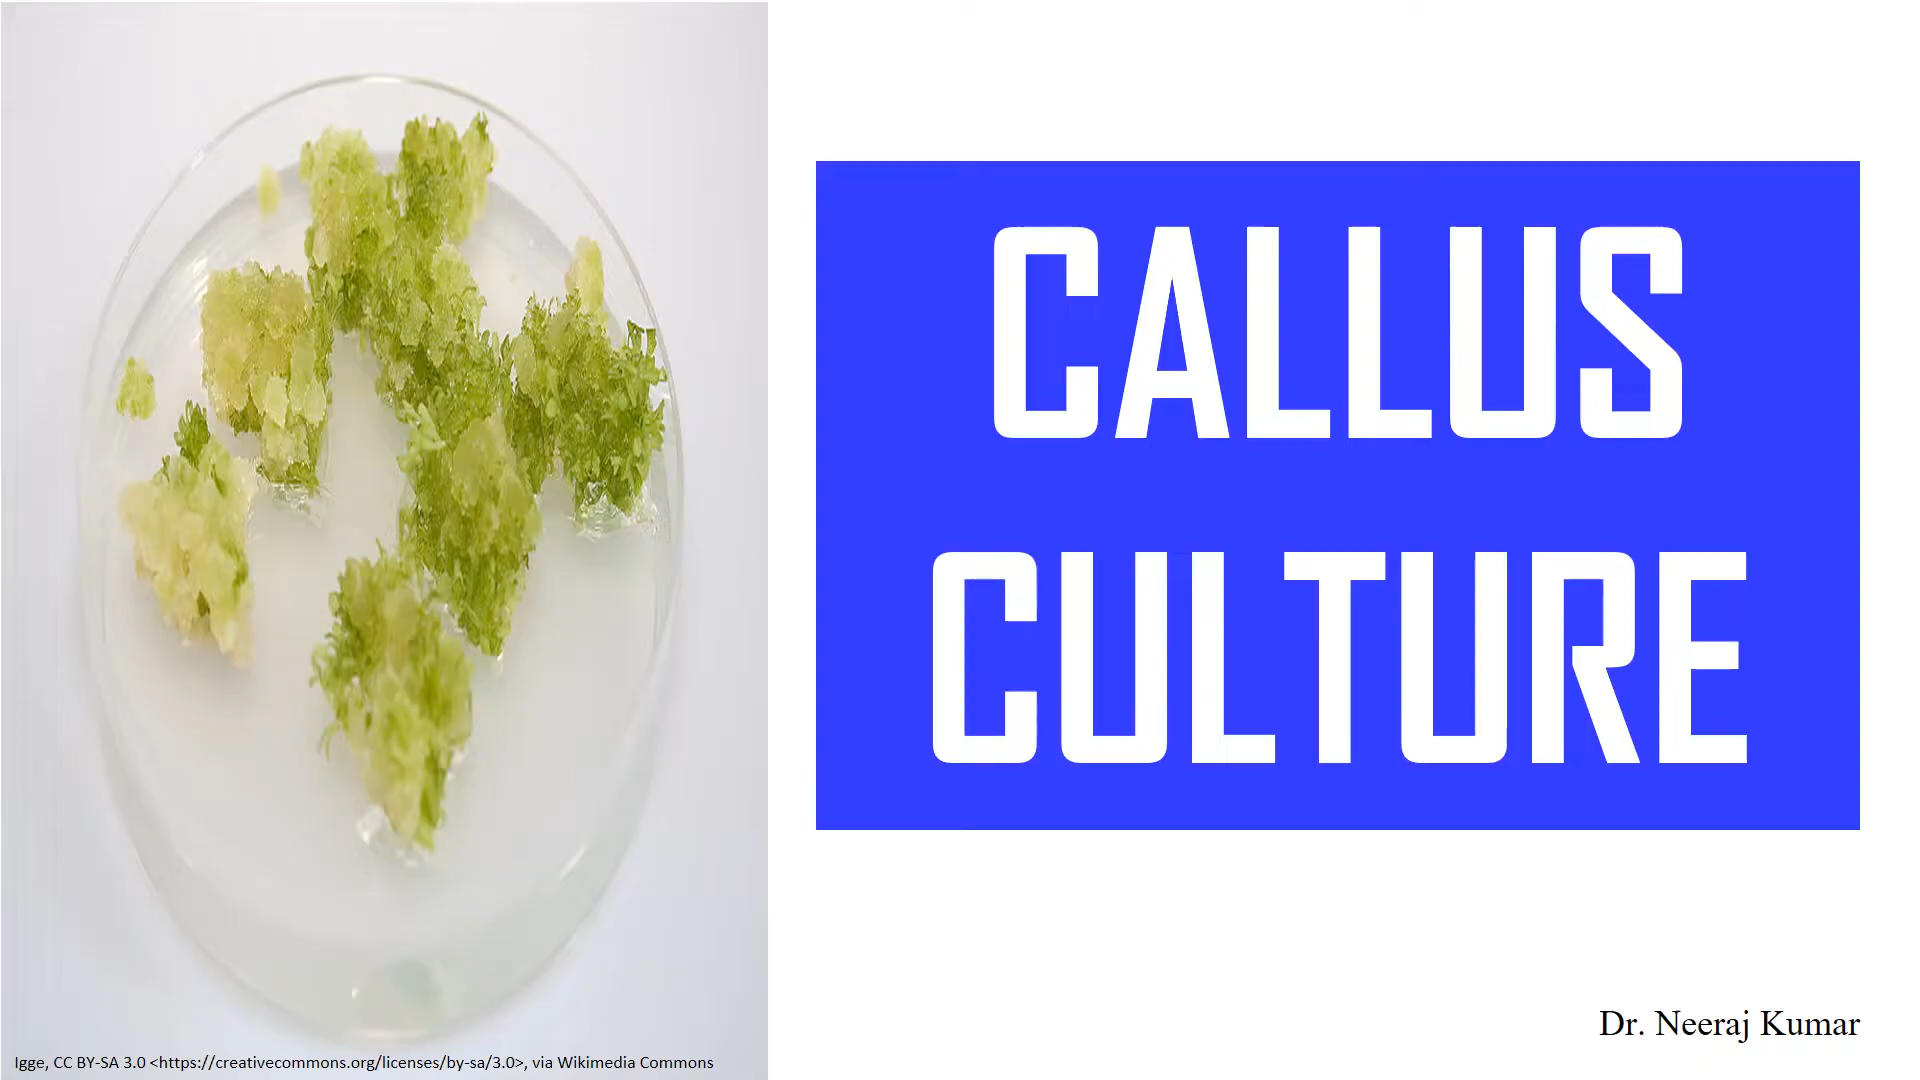 CALLUS
CULTURE
Dr. Neeraj Kumar
Igge, CC BY-SA 3.0 <https://creativecommons.org/licenses/by-sa/3.0>, via Wikimedia Commons